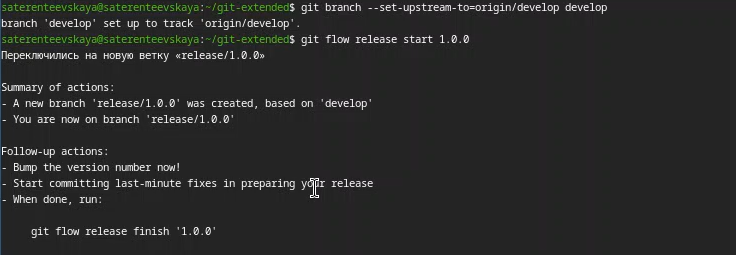 saterenteevskaya@saterenteevskaya:~/git-extended$ git branch --set-upstream-to=origin/develop develop
branch 'develop' set up to track 'origin/develop'.
saterenteevskaya@saterenteevskaya:~/git-extended$ git flow release start 1.0.0
Переключились на новую ветку «release/1.0.0»
Summary of actions:
- A new branch 'release/1.0.0' was created, based on 'develop'
- You are now on branch 'release/1.0.0'
Follow-up actions:
- Bump the version number now!
- Start committing last-minute fixes in preparing your release
- When done, run:
git flow release finish '1.0.0'